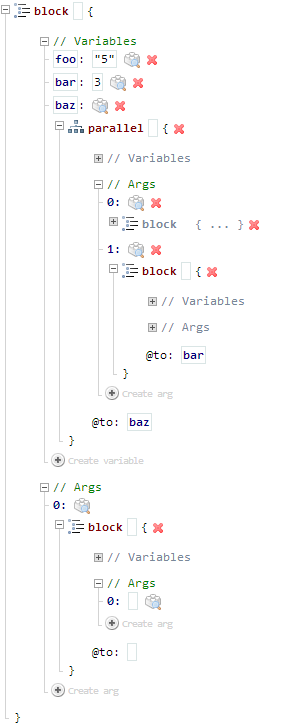 block {
// Variables
foo: "5"
bar: 3
baz:
parallel {
// Variables
// Args
0:
block { ... }
1:
block {
// Variables
// Args
@to: bar
}
Create arg
@to: baz
}
Create variable
// Args
0:
block {
// Variables
// Args
0:
Create arg
@to:
}
Create arg
}